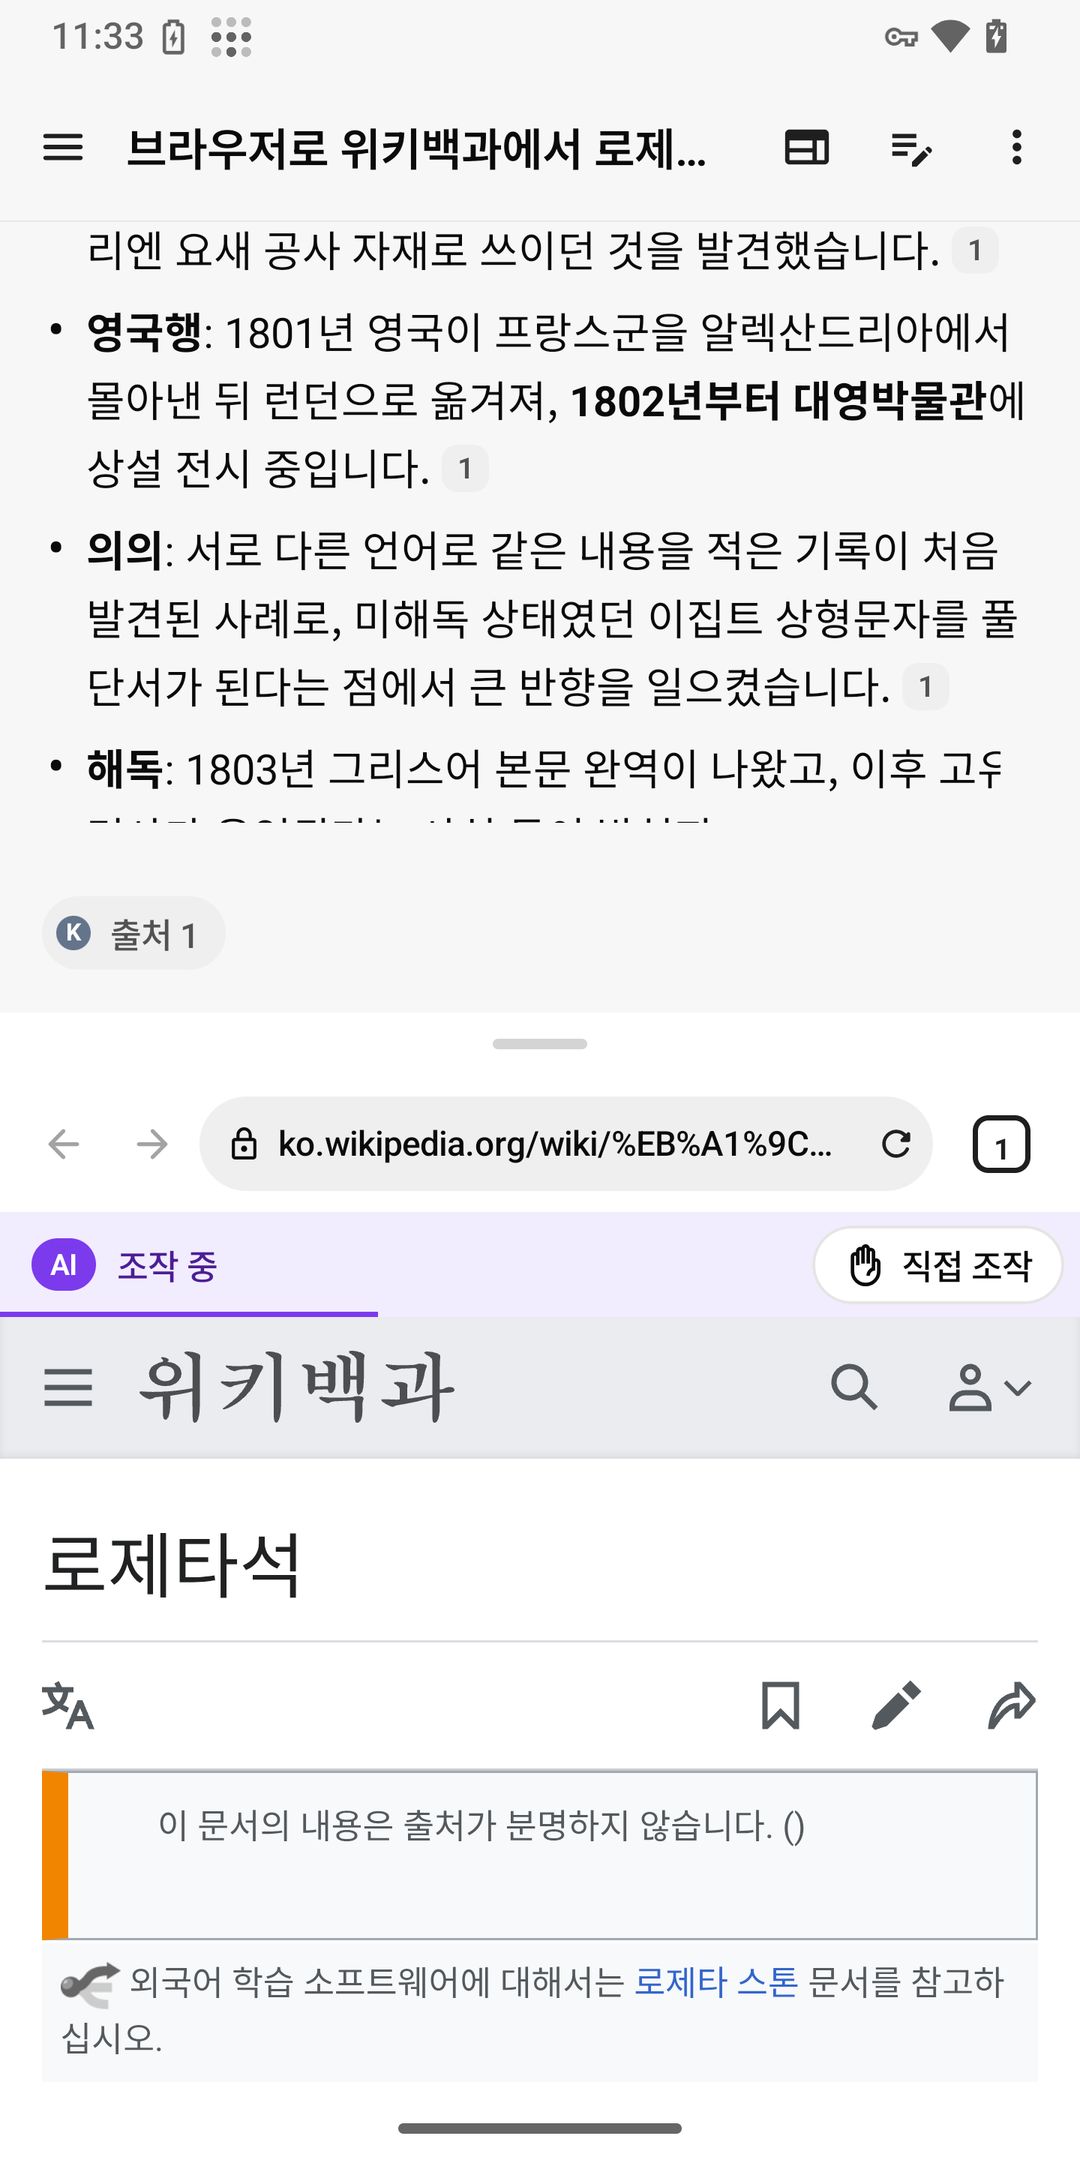 11:33
브라우저로 위키백과에서 로제...
리엔 요새 공사 자재로 쓰이던 것을 발견했습니다. 1
• 영국행: 1801년 영국이 프랑스군을 알렉산드리아에서
몰아낸 뒤 런던으로 옮겨져, 1802년부터 대영박물관에
상설 전시 중입니다. 1
• 의의: 서로 다른 언어로 같은 내용을 적은 기록이 처음
발견된 사례로, 미해독 상태였던 이집트 상형문자를 풀
단서가 된다는 점에서 큰 반향을 일으켰습니다. 1
• 해독: 1803년 그리스어 본문 완역이 나왔고, 이후
K 출처 1
ko.wikipedia.org/wiki/%EB%A1%9C...
1
AI 조작 중
직접 조작
위키백과
로제타석
이 문서의 내용은 출처가 분명하지 않습니다. ()
외국어 학습 소프트웨어에 대해서는 로제타 스톤 문서를 참고하
십시오.